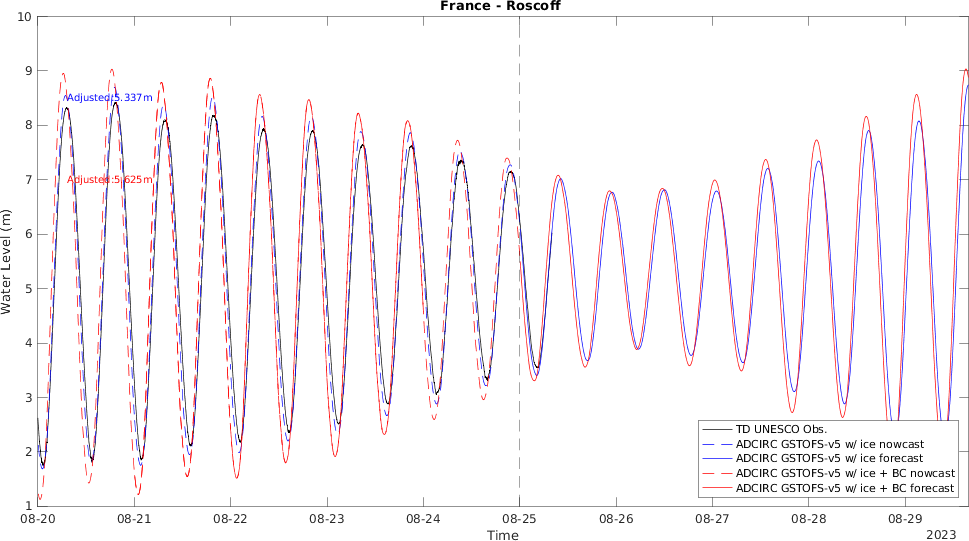 France - Roscoff
10
9
8
7
6
5
4
3
2
1
Water Level (m)
Adjusted:5.337m
Adjusted:5.625m
TD UNESCO Obs.
ADCIRC GSTOFS-v5 w/ ice nowcast
ADCIRC GSTOFS-v5 w/ ice forecast
ADCIRC GSTOFS-v5 w/ ice + BC nowcast
ADCIRC GSTOFS-v5 w/ ice + BC forecast
08-20 08-21 08-22 08-23 08-24 08-25 08-26 08-27 08-28 08-29
Time
2023